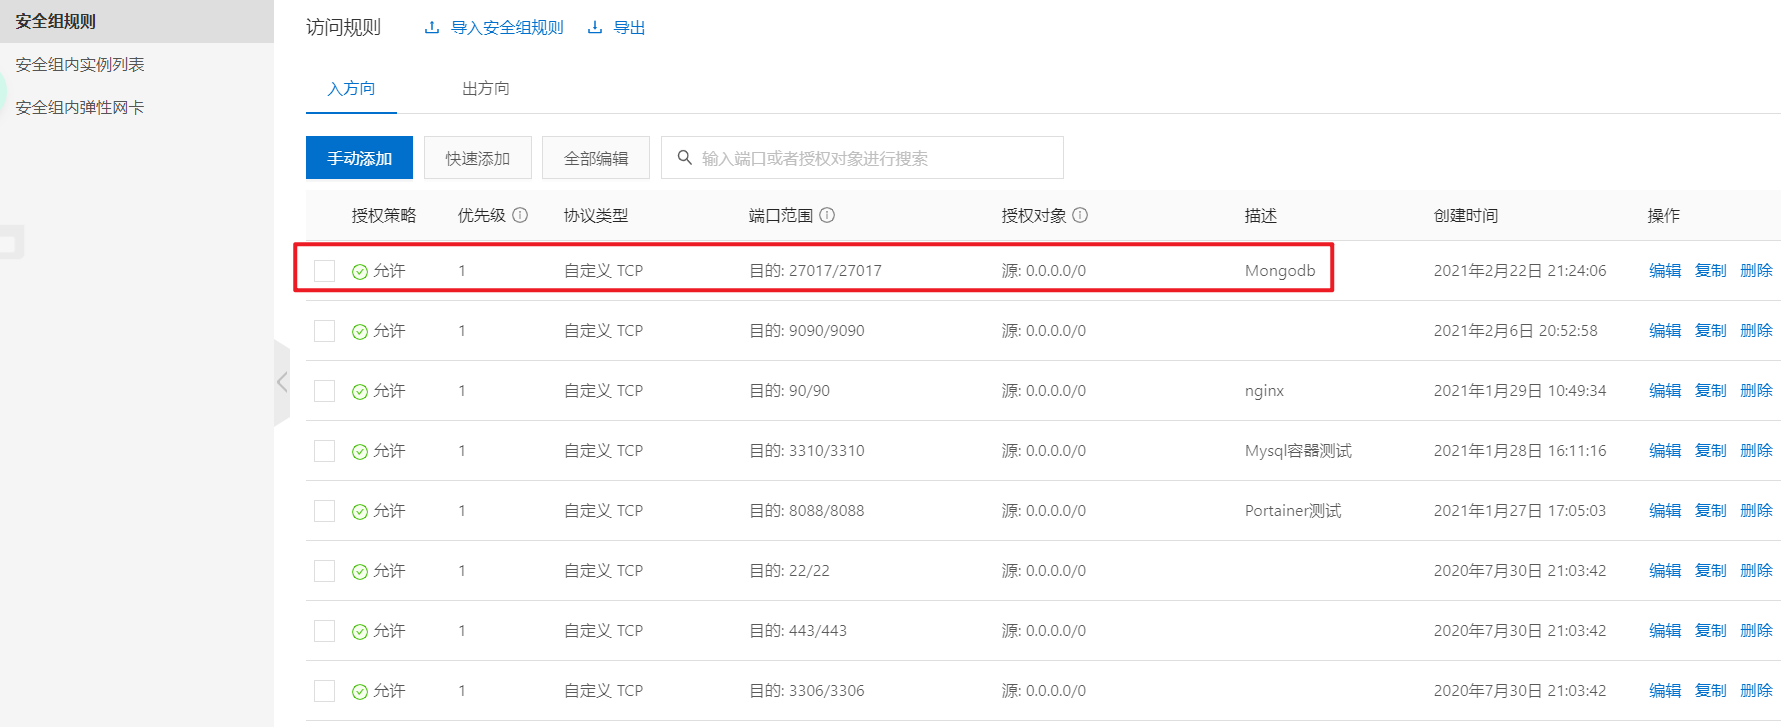 安全组规则
安全组内实例列表
安全组内弹性网卡
访问规则 导入安全组规则 导出
入方向 出方向
手动添加 快速添加 全部编辑 输入端口或者授权对象进行搜索
授权策略 优先级 协议类型 端口范围 授权对象 描述 创建时间 操作
允许 1 自定义 TCP 目的: 27017/27017 源: 0.0.0.0/0 Mongodb 2021年2月22日 21:24:06 编辑 复制 删除
允许 1 自定义 TCP 目的: 9090/9090 源: 0.0.0.0/0 2021年2月6日 20:52:58 编辑 复制 删除
允许 1 自定义 TCP 目的: 90/90 源: 0.0.0.0/0 nginx 2021年1月29日 10:49:34 编辑 复制 删除
允许 1 自定义 TCP 目的: 3310/3310 源: 0.0.0.0/0 Mysql容器测试 2021年1月28日 16:11:16 编辑 复制 删除
允许 1 自定义 TCP 目的: 8088/8088 源: 0.0.0.0/0 Portainer测试 2021年1月27日 17:05:03 编辑 复制 删除
允许 1 自定义 TCP 目的: 22/22 源: 0.0.0.0/0 2020年7月30日 21:03:42 编辑 复制 删除
允许 1 自定义 TCP 目的: 443/443 源: 0.0.0.0/0 2020年7月30日 21:03:42 编辑 复制 删除
允许 1 自定义 TCP 目的: 3306/3306 源: 0.0.0.0/0 2020年7月30日 21:03:42 编辑 复制 删除